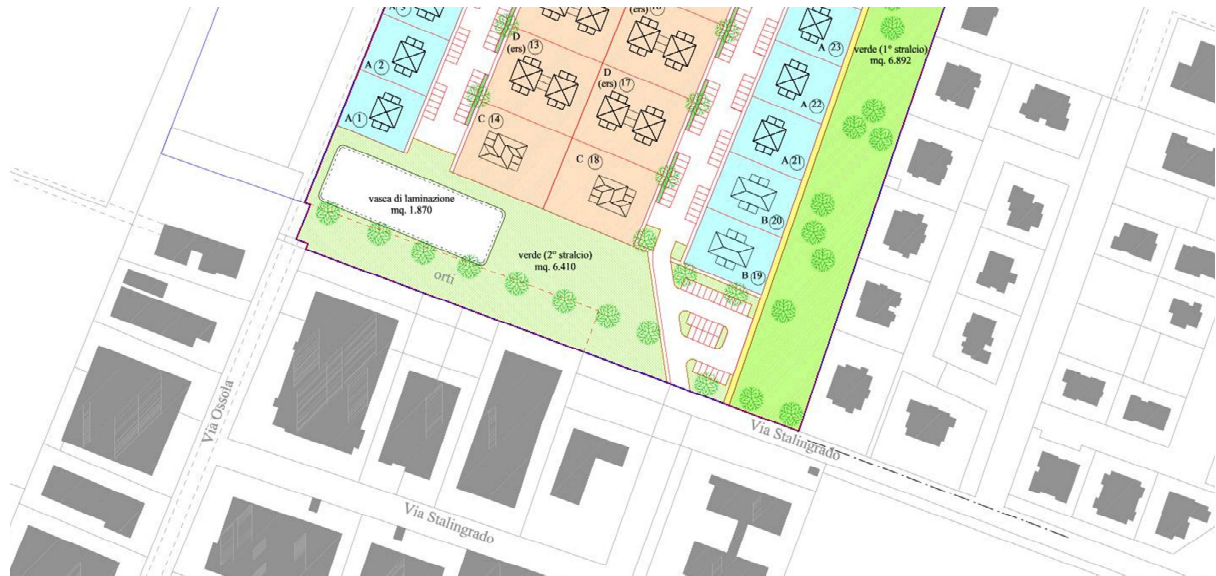 D
(ers) 13
A 2
A 1
C 14
D
(ers) 17
C 18
A 23
A 22
A 21
B 20
B 19
verde (1° stralcio)
mq. 6.892
vasca di laminazione
mq. 1.870
verde (2° stralcio)
mq. 6.410
orti
Via Ossola
Via Stalingrado
Via Stalingrado